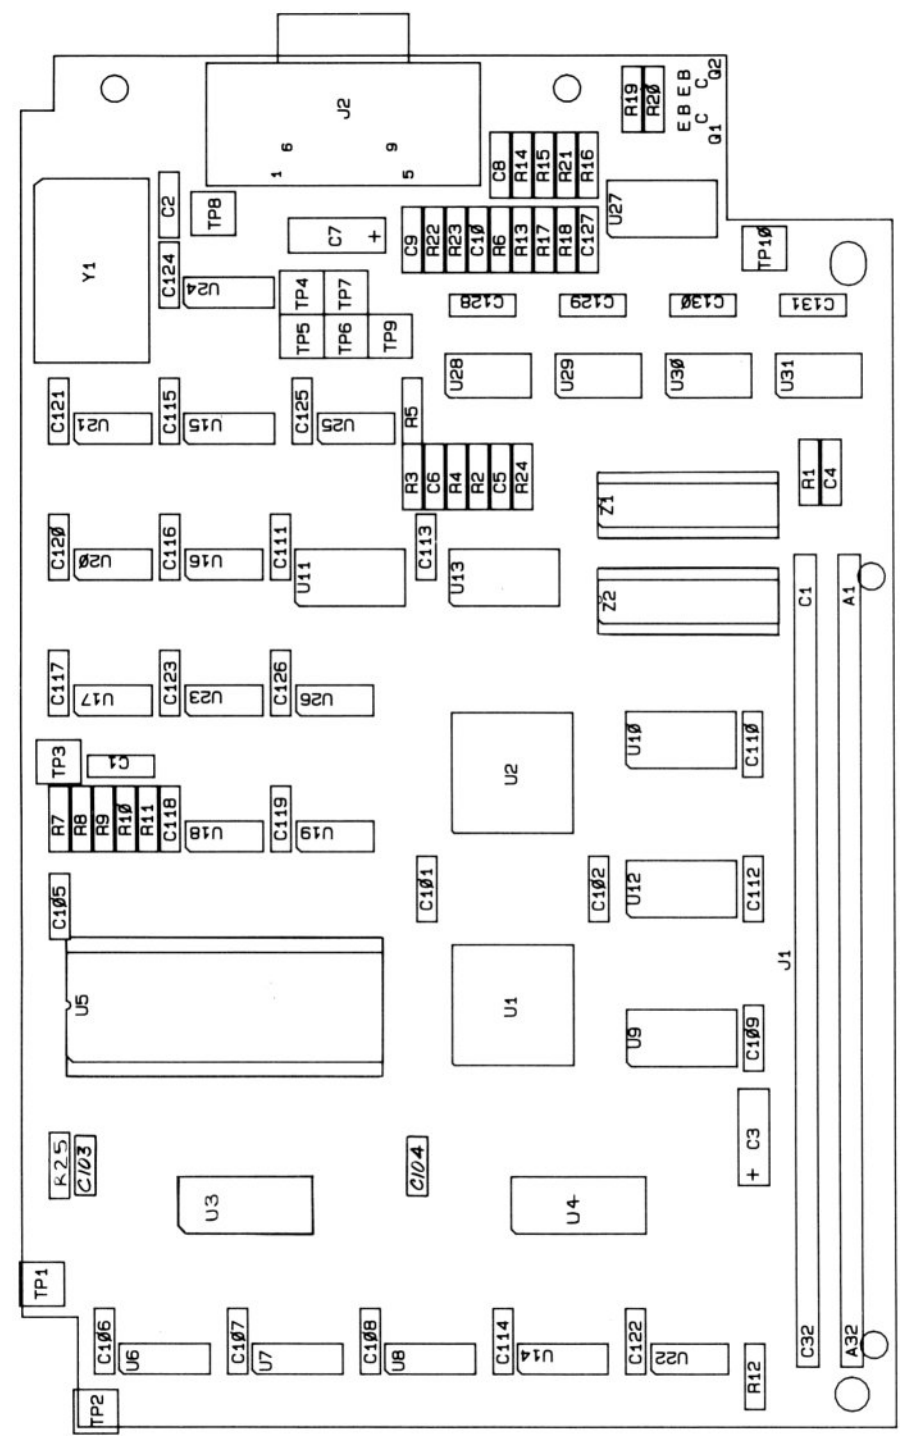 J2
6
9
1
5
R19
R20
E B
E B
C
C
Q1
Q2
C8
R14
R15
R21
R16
U27
C2
TP8
C7
+
C9
R22
R23
C10
R6
R13
R17
R18
C127
TP10
Y1
C124
U24
TP4
TP7
TP5
TP6
TP9
C128
C129
C130
C131
U28
U29
U30
U31
C121
U21
C115
U15
C125
U25
R5
R3
C6
R4
R2
C5
R24
R1
C4
Z1
C120
U20
C116
U16
C111
U11
C113
U13
Z2
C1
A1
C117
U17
C123
U23
C126
U26
TP3
C1
U2
U10
C110
R7
R8
R9
R10
R11
C118
U18
C119
U19
C105
C101
C102
U12
C112
U5
U1
U9
C109
J1
R25
C103
C104
C3
+
U3
U4
TP1
C106
U6
C107
U7
C108
U8
C114
U14
C122
U22
R12
C32
A32
TP2